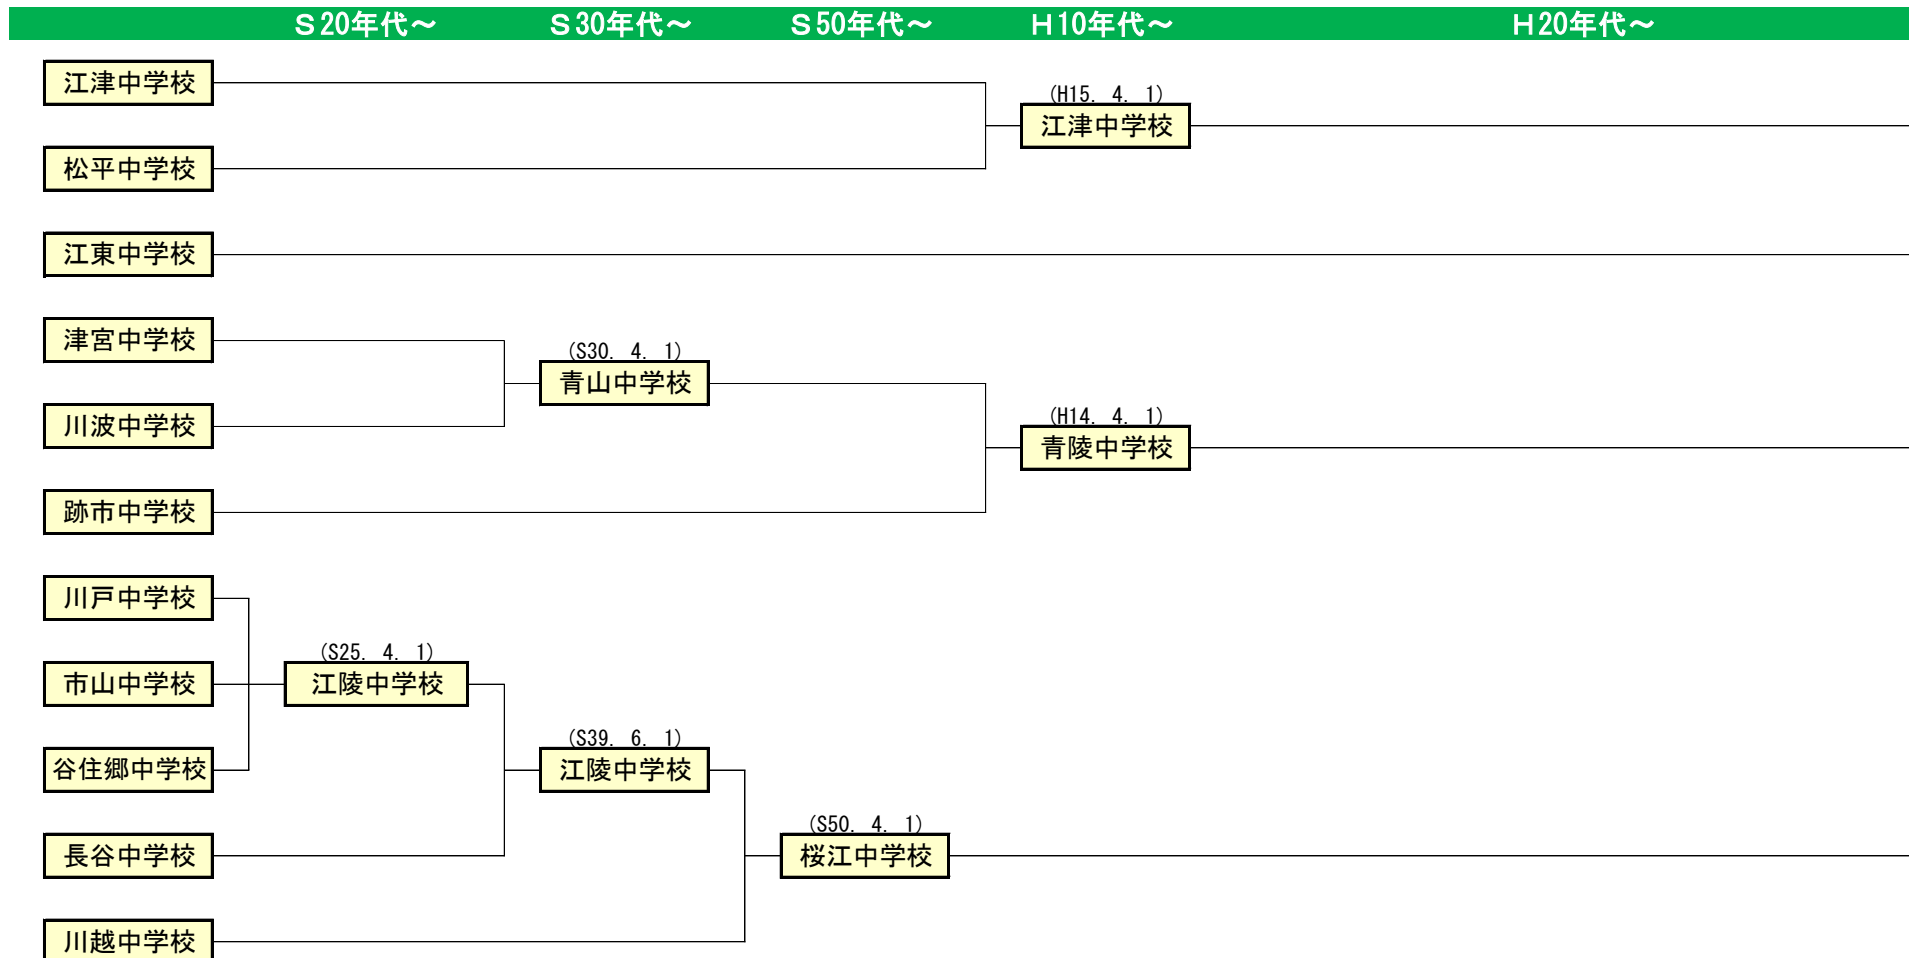 S20年代～ S30年代～ S50年代～ H10年代～ H20年代～
江津中学校
(H15. 4. 1)
江津中学校
松平中学校
江東中学校
津宮中学校
(S30. 4. 1)
青山中学校
川波中学校
(H14. 4. 1)
青陵中学校
跡市中学校
川戸中学校
(S25. 4. 1)
市山中学校 江陵中学校
(S39. 6. 1)
谷住郷中学校 江陵中学校
(S50. 4. 1)
長谷中学校 桜江中学校
川越中学校